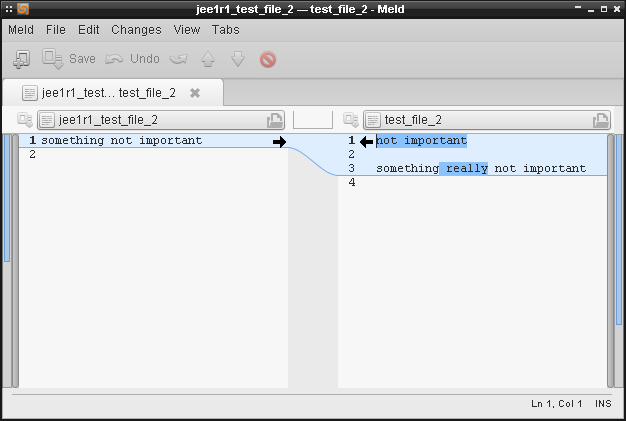 jee1r1_test_file_2 — test_file_2 - Meld
Meld File Edit Changes View Tabs
Save Undo
jee1r1_test... test_file_2
jee1r1_test_file_2 test_file_2
1 something not important
2
1 not important
2
3 something really not important
4
Ln 1, Col 1 INS